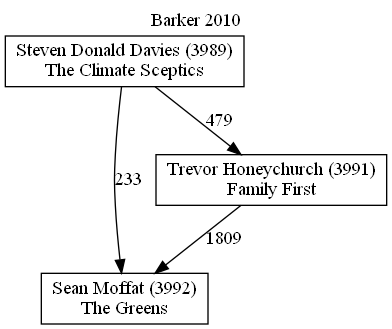 Barker 2010
Steven Donald Davies (3989)
The Climate Sceptics
479
Trevor Honeychurch (3991)
Family First
233
1809
Sean Moffat (3992)
The Greens